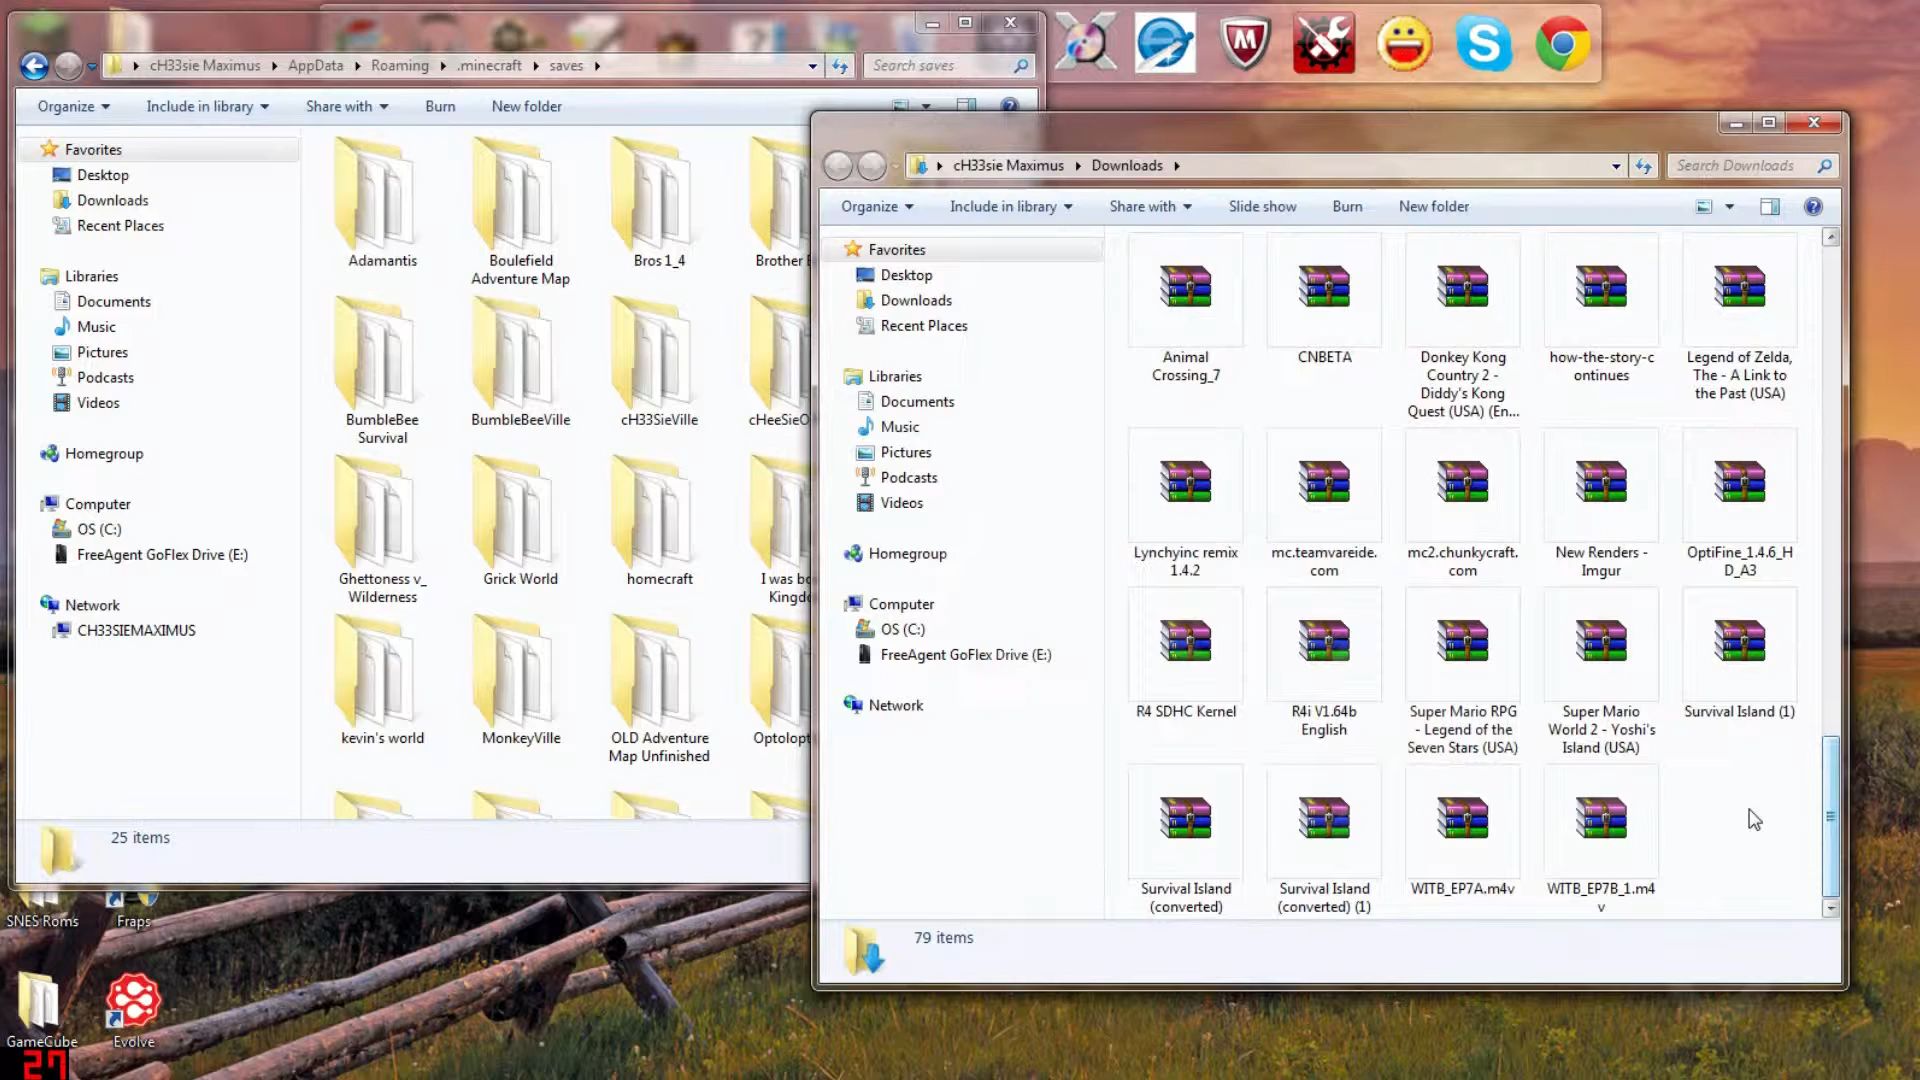 cH33sie Maximus
AppData
Roaming
.minecraft
saves
Search saves
Organize
Include in library
Share with
Burn
New folder
Favorites
Desktop
Downloads
Recent Places
Libraries
Documents
Music
Pictures
Podcasts
Videos
Homegroup
Computer
OS (C:)
FreeAgent GoFlex Drive (E:)
Network
CH33SIEMAXIMUS
Adamantis
Boulefield
Adventure Map
Bros 1_4
Brother
BumbleBee
Survival
BumbleBeeVille
cH33SieVille
cHeeSieO
Ghettoness v_
Wilderness
Grick World
homecraft
I was bo
Kingdo
kevin's world
MonkeyVille
OLD Adventure
Map Unfinished
Optolopt
25 items
cH33sie Maximus
Downloads
Search Downloads
Organize
Include in library
Share with
Slide show
Burn
New folder
Favorites
Desktop
Downloads
Recent Places
Libraries
Documents
Music
Pictures
Podcasts
Videos
Homegroup
Computer
OS (C:)
FreeAgent GoFlex Drive (E:)
Network
Animal
Crossing_7
CNBETA
Donkey Kong
Country 2 -
Diddy's Kong
Quest (USA) (En...
how-the-story-c
ontinues
Legend of Zelda,
The - A Link to
the Past (USA)
Lynchyinc remix
1.4.2
mc.teamvareide.
com
mc2.chunkycraft.
com
New Renders -
Imgur
OptiFine_1.4.6_H
D_A3
R4 SDHC Kernel
R4i V1.64b
English
Super Mario RPG
- Legend of the
Seven Stars (USA)
Super Mario
World 2 - Yoshi's
Island (USA)
Survival Island (1)
Survival Island
(converted)
Survival Island
(converted) (1)
WITB_EP7A.m4v
WITB_EP7B_1.m4
v
79 items
SNES Roms
Fraps
GameCube
Evolve
27